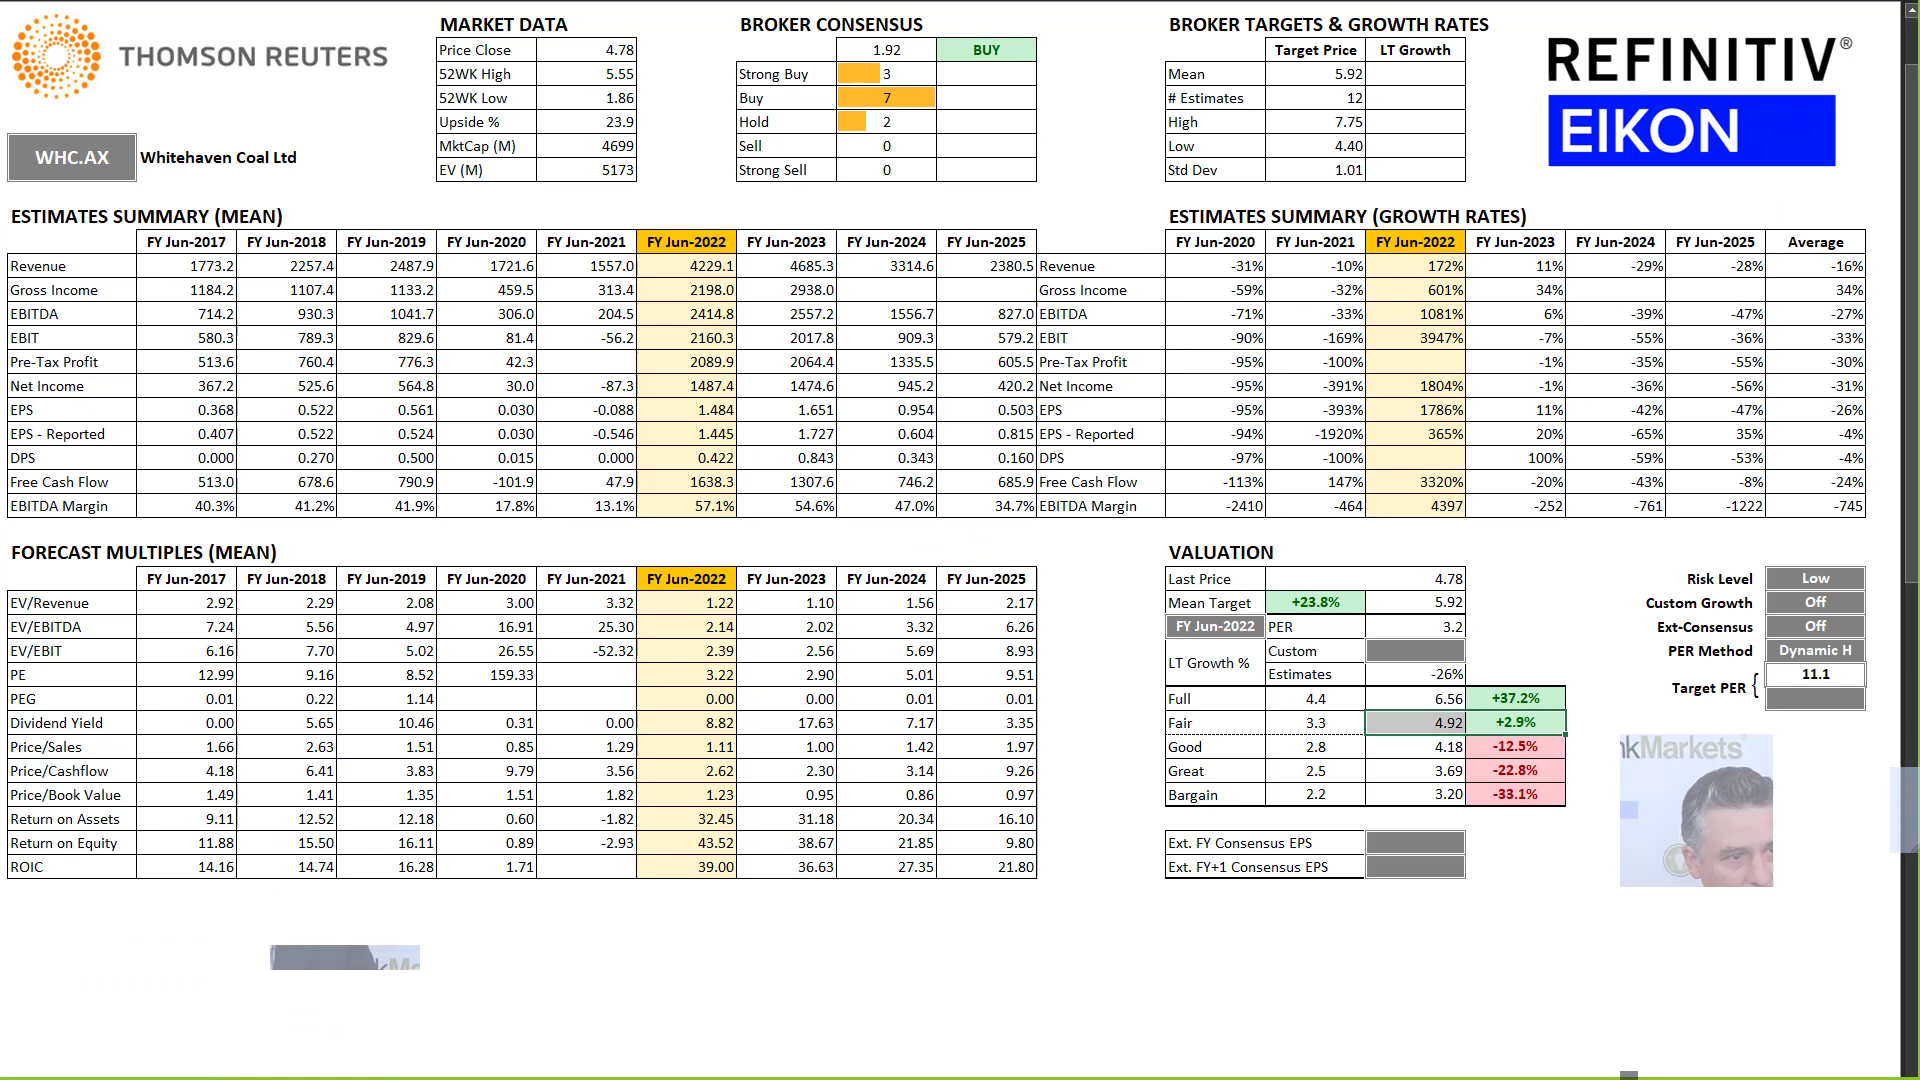 THOMSON REUTERS
WHC.AX Whitehaven Coal Ltd
MARKET DATA
Price Close 4.78
52WK High 5.55
52WK Low 1.86
Upside % 23.9
MktCap (M) 4699
EV (M) 5173
BROKER CONSENSUS
1.92 BUY
Strong Buy 3
Buy 7
Hold 2
Sell 0
Strong Sell 0
BROKER TARGETS & GROWTH RATES
Target Price LT Growth
Mean 5.92
# Estimates 12
High 7.75
Low 4.40
Std Dev 1.01
REFINITIV®
EIKON
ESTIMATES SUMMARY (MEAN)
FY Jun-2017 FY Jun-2018 FY Jun-2019 FY Jun-2020 FY Jun-2021 FY Jun-2022 FY Jun-2023 FY Jun-2024 FY Jun-2025
Revenue 1773.2 2257.4 2487.9 1721.6 1557.0 4229.1 4685.3 3314.6 2380.5
Gross Income 1184.2 1107.4 1133.2 459.5 313.4 2198.0 2938.0
EBITDA 714.2 930.3 1041.7 306.0 204.5 2414.8 2557.2 1556.7 827.0
EBIT 580.3 789.3 829.6 81.4 -56.2 2160.3 2017.8 909.3 579.2
Pre-Tax Profit 513.6 760.4 776.3 42.3 2089.9 2064.4 1335.5 605.5
Net Income 367.2 525.6 564.8 30.0 -87.3 1487.4 1474.6 945.2 420.2
EPS 0.368 0.522 0.561 0.030 -0.088 1.484 1.651 0.954 0.503
EPS - Reported 0.407 0.522 0.524 0.030 -0.546 1.445 1.727 0.604 0.815
DPS 0.000 0.270 0.500 0.015 0.000 0.422 0.843 0.343 0.160
Free Cash Flow 513.0 678.6 790.9 -101.9 47.9 1638.3 1307.6 746.2 685.9
EBITDA Margin 40.3% 41.2% 41.9% 17.8% 13.1% 57.1% 54.6% 47.0% 34.7%
ESTIMATES SUMMARY (GROWTH RATES)
FY Jun-2020 FY Jun-2021 FY Jun-2022 FY Jun-2023 FY Jun-2024 FY Jun-2025 Average
Revenue -31% -10% 172% 11% -29% -28% -16%
Gross Income -59% -32% 601% 34% 34%
EBITDA -71% -33% 1081% 6% -39% -47% -27%
EBIT -90% -169% 3947% -7% -55% -36% -33%
Pre-Tax Profit -95% -100% -1% -35% -55% -30%
Net Income -95% -391% 1804% -1% -36% -56% -31%
EPS -95% -393% 1786% 11% -42% -47% -26%
EPS - Reported -94% -1920% 365% 20% -65% 35% -4%
DPS -97% -100% 100% -59% -53% -4%
Free Cash Flow -113% 147% 3320% -20% -43% -8% -24%
EBITDA Margin -2410 -464 4397 -252 -761 -1222 -745
FORECAST MULTIPLES (MEAN)
FY Jun-2017 FY Jun-2018 FY Jun-2019 FY Jun-2020 FY Jun-2021 FY Jun-2022 FY Jun-2023 FY Jun-2024 FY Jun-2025
EV/Revenue 2.92 2.29 2.08 3.00 3.32 1.22 1.10 1.56 2.17
EV/EBITDA 7.24 5.56 4.97 16.91 25.30 2.14 2.02 3.32 6.26
EV/EBIT 6.16 7.70 5.02 26.55 -52.32 2.39 2.56 5.69 8.93
PE 12.99 9.16 8.52 159.33 3.22 2.90 5.01 9.51
PEG 0.01 0.22 1.14 0.00 0.00 0.01 0.01
Dividend Yield 0.00 5.65 10.46 0.31 0.00 8.82 17.63 7.17 3.35
Price/Sales 1.66 2.63 1.51 0.85 1.29 1.11 1.00 1.42 1.97
Price/Cashflow 4.18 6.41 3.83 9.79 3.56 2.62 2.30 3.14 9.26
Price/Book Value 1.49 1.41 1.35 1.51 1.82 1.23 0.95 0.86 0.97
Return on Assets 9.11 12.52 12.18 0.60 -1.82 32.45 31.18 20.34 16.10
Return on Equity 11.88 15.50 16.11 0.89 -2.93 43.52 38.67 21.85 9.80
ROIC 14.16 14.74 16.28 1.71 39.00 36.63 27.35 21.80
VALUATION
Last Price 4.78
Mean Target +23.8% 5.92
FY Jun-2022 PER 3.2
LT Growth % Custom
Estimates -26%
Full 4.4 6.56 +37.2%
Fair 3.3 4.92 +2.9%
Good 2.8 4.18 -12.5%
Great 2.5 3.69 -22.8%
Bargain 2.2 3.20 -33.1%
Ext. FY Consensus EPS
Ext. FY+1 Consensus EPS
Risk Level Low
Custom Growth Off
Ext-Consensus Off
PER Method Dynamic H
Target PER { 11.1
nkMarkets